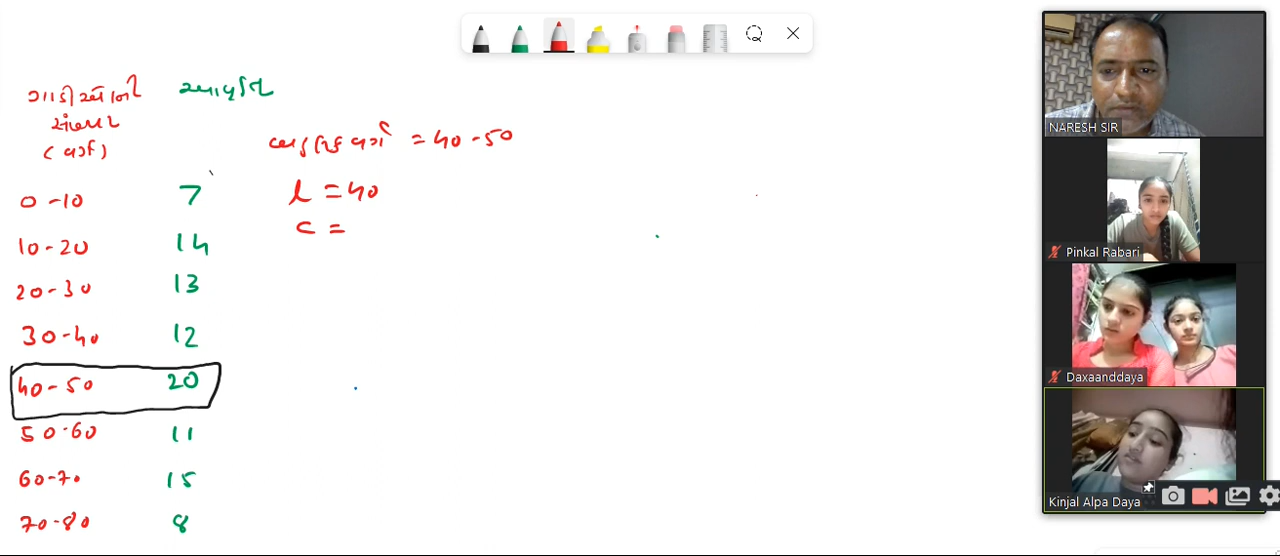 ગાડીઓની આવૃત્તિ
સંખ્યા
(વર્ગ)
બહુલક વર્ગ = 40 - 50
0 - 10 7
l = 40
c =
10 - 20 14
20 - 30 13
30 - 40 12
40 - 50 20
50 - 60 11
60 - 70 15
70 - 80 8
NARESH SIR
Pinkal Rabari
Daxaanddaya
Kinjal Alpa Daya